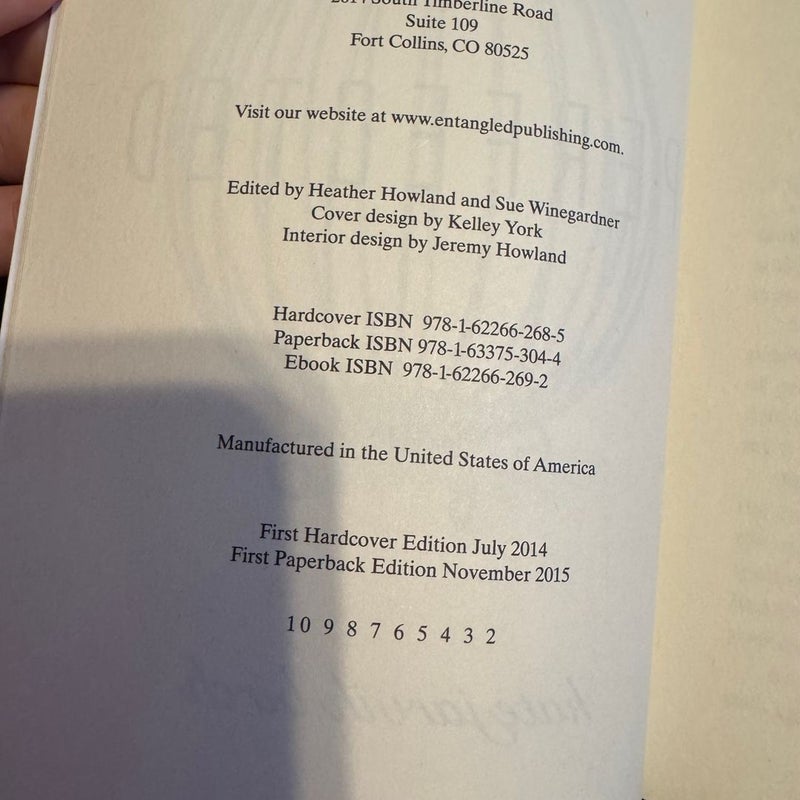 2614 South Timberline Road
Suite 109
Fort Collins, CO 80525
Visit our website at www.entangledpublishing.com.
Edited by Heather Howland and Sue Winegardner
Cover design by Kelley York
Interior design by Jeremy Howland
Hardcover ISBN 978-1-62266-268-5
Paperback ISBN 978-1-63375-304-4
Ebook ISBN 978-1-62266-269-2
Manufactured in the United States of America
First Hardcover Edition July 2014
First Paperback Edition November 2015
10 9 8 7 6 5 4 3 2